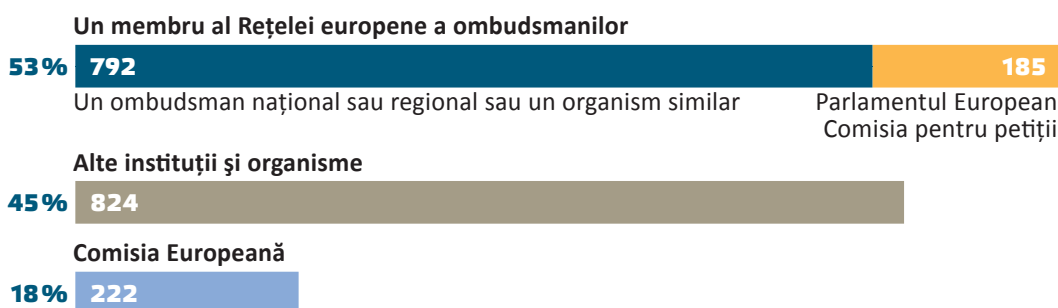 Un membru al Rețelei europene a ombudsmanilor
53% 792 185
Un ombudsman național sau regional sau un organism similar Parlamentul European
Comisia pentru petiții
Alte instituții şi organisme
45% 824
Comisia Europeană
18% 222